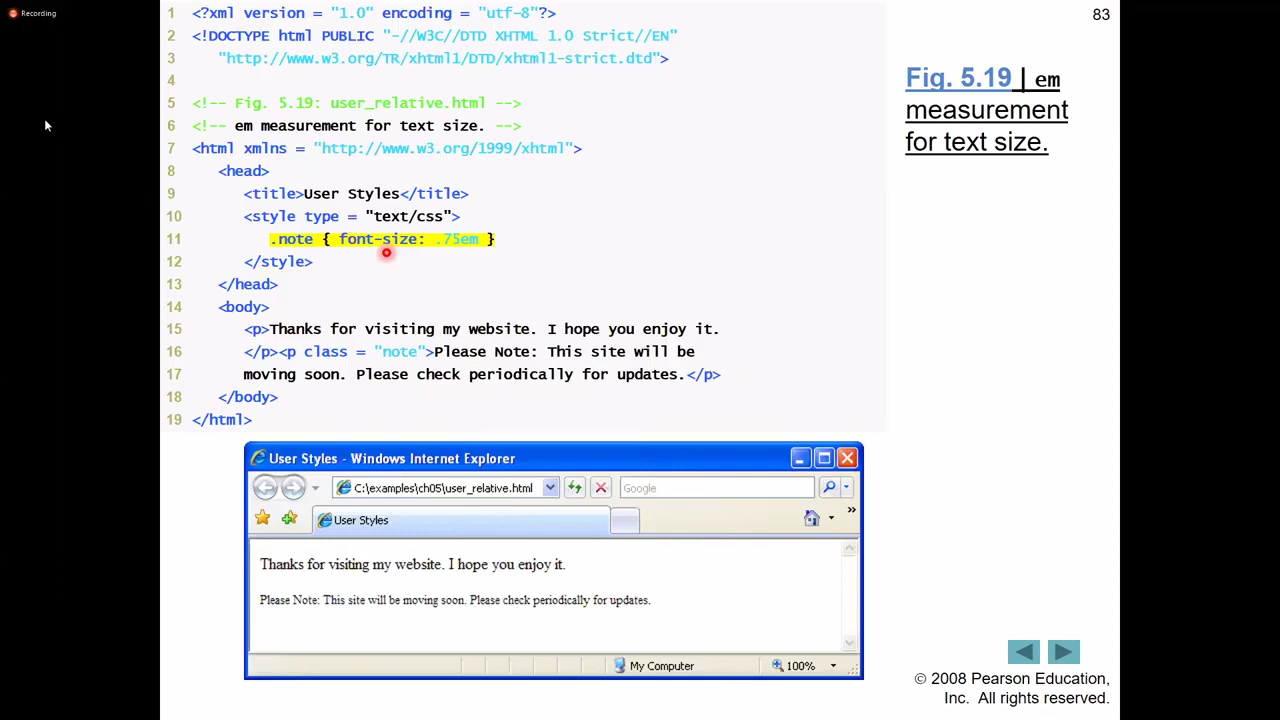 Recording
1 <?xml version = "1.0" encoding = "utf-8"?>
2 <!DOCTYPE html PUBLIC "-//W3C//DTD XHTML 1.0 Strict//EN"
3 "http://www.w3.org/TR/xhtml1/DTD/xhtml1-strict.dtd">
4
5 <!-- Fig. 5.19: user_relative.html -->
6 <!-- em measurement for text size. -->
7 <html xmlns = "http://www.w3.org/1999/xhtml">
8 <head>
9 <title>User Styles</title>
10 <style type = "text/css">
11 .note { font-size: .75em }
12 </style>
13 </head>
14 <body>
15 <p>Thanks for visiting my website. I hope you enjoy it.
16 </p><p class = "note">Please Note: This site will be
17 moving soon. Please check periodically for updates.</p>
18 </body>
19 </html>
83
Fig. 5.19 | em
measurement
for text size.
User Styles - Windows Internet Explorer
C:\examples\ch05\user_relative.html
Google
User Styles
Thanks for visiting my website. I hope you enjoy it.
Please Note: This site will be moving soon. Please check periodically for updates.
My Computer
100%
© 2008 Pearson Education,
Inc. All rights reserved.